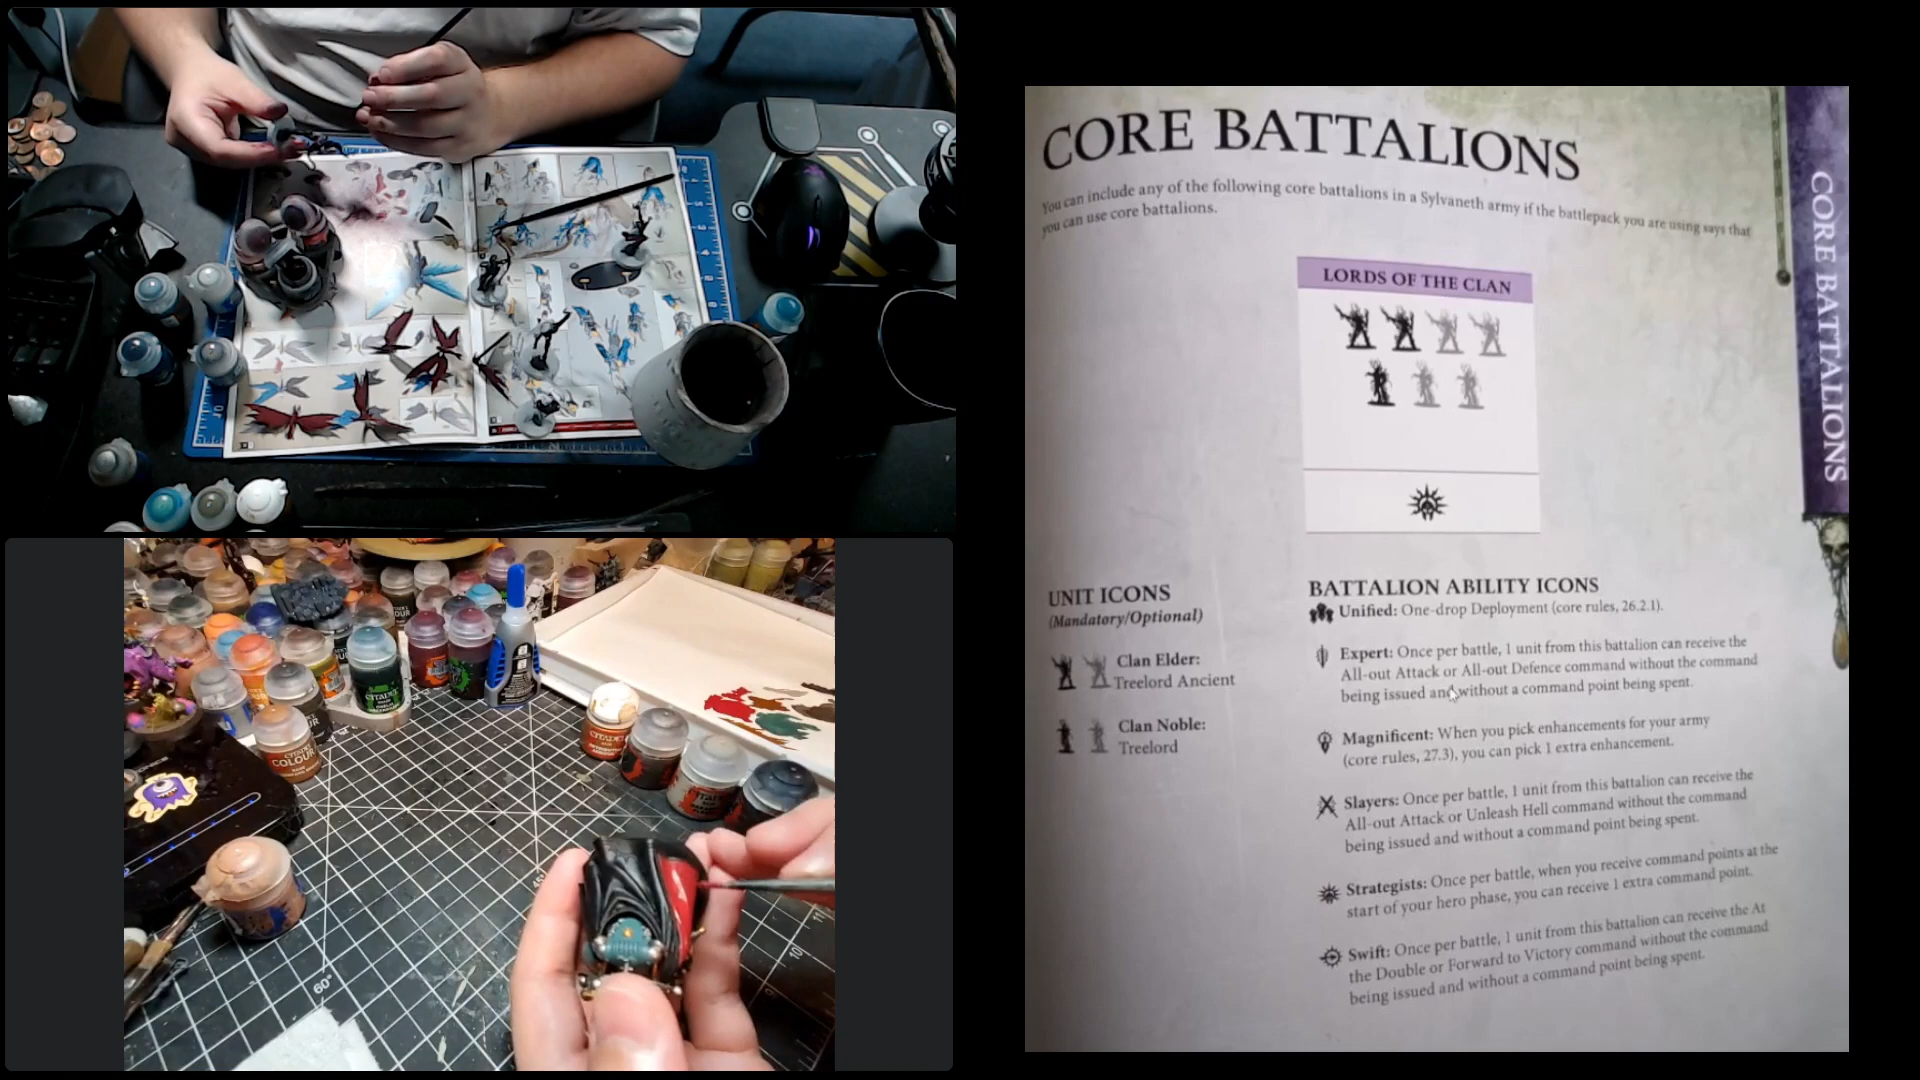 CORE BATTALIONS
You can include any of the following core battalions in a Sylvaneth army if the battlepack you are using says that
you can use core battalions.
LORDS OF THE CLAN
UNIT ICONS
(Mandatory/Optional)
Clan Elder:
Treelord Ancient
Clan Noble:
Treelord
BATTALION ABILITY ICONS
Unified: One-drop Deployment (core rules, 26.2.1).
Expert: Once per battle, 1 unit from this battalion can receive the
All-out Attack or All-out Defence command without the command
being issued and without a command point being spent.
Magnificent: When you pick enhancements for your army
(core rules, 27.3), you can pick 1 extra enhancement.
Slayers: Once per battle, 1 unit from this battalion can receive the
All-out Attack or Unleash Hell command without the command
being issued and without a command point being spent.
Strategists: Once per battle, when you receive command points at the
start of your hero phase, you can receive 1 extra command point.
Swift: Once per battle, 1 unit from this battalion can receive the At
the Double or Forward to Victory command without the command
being issued and without a command point being spent.
CORE BATTALIONS
CITADEL
CITADEL
COLOUR
60°